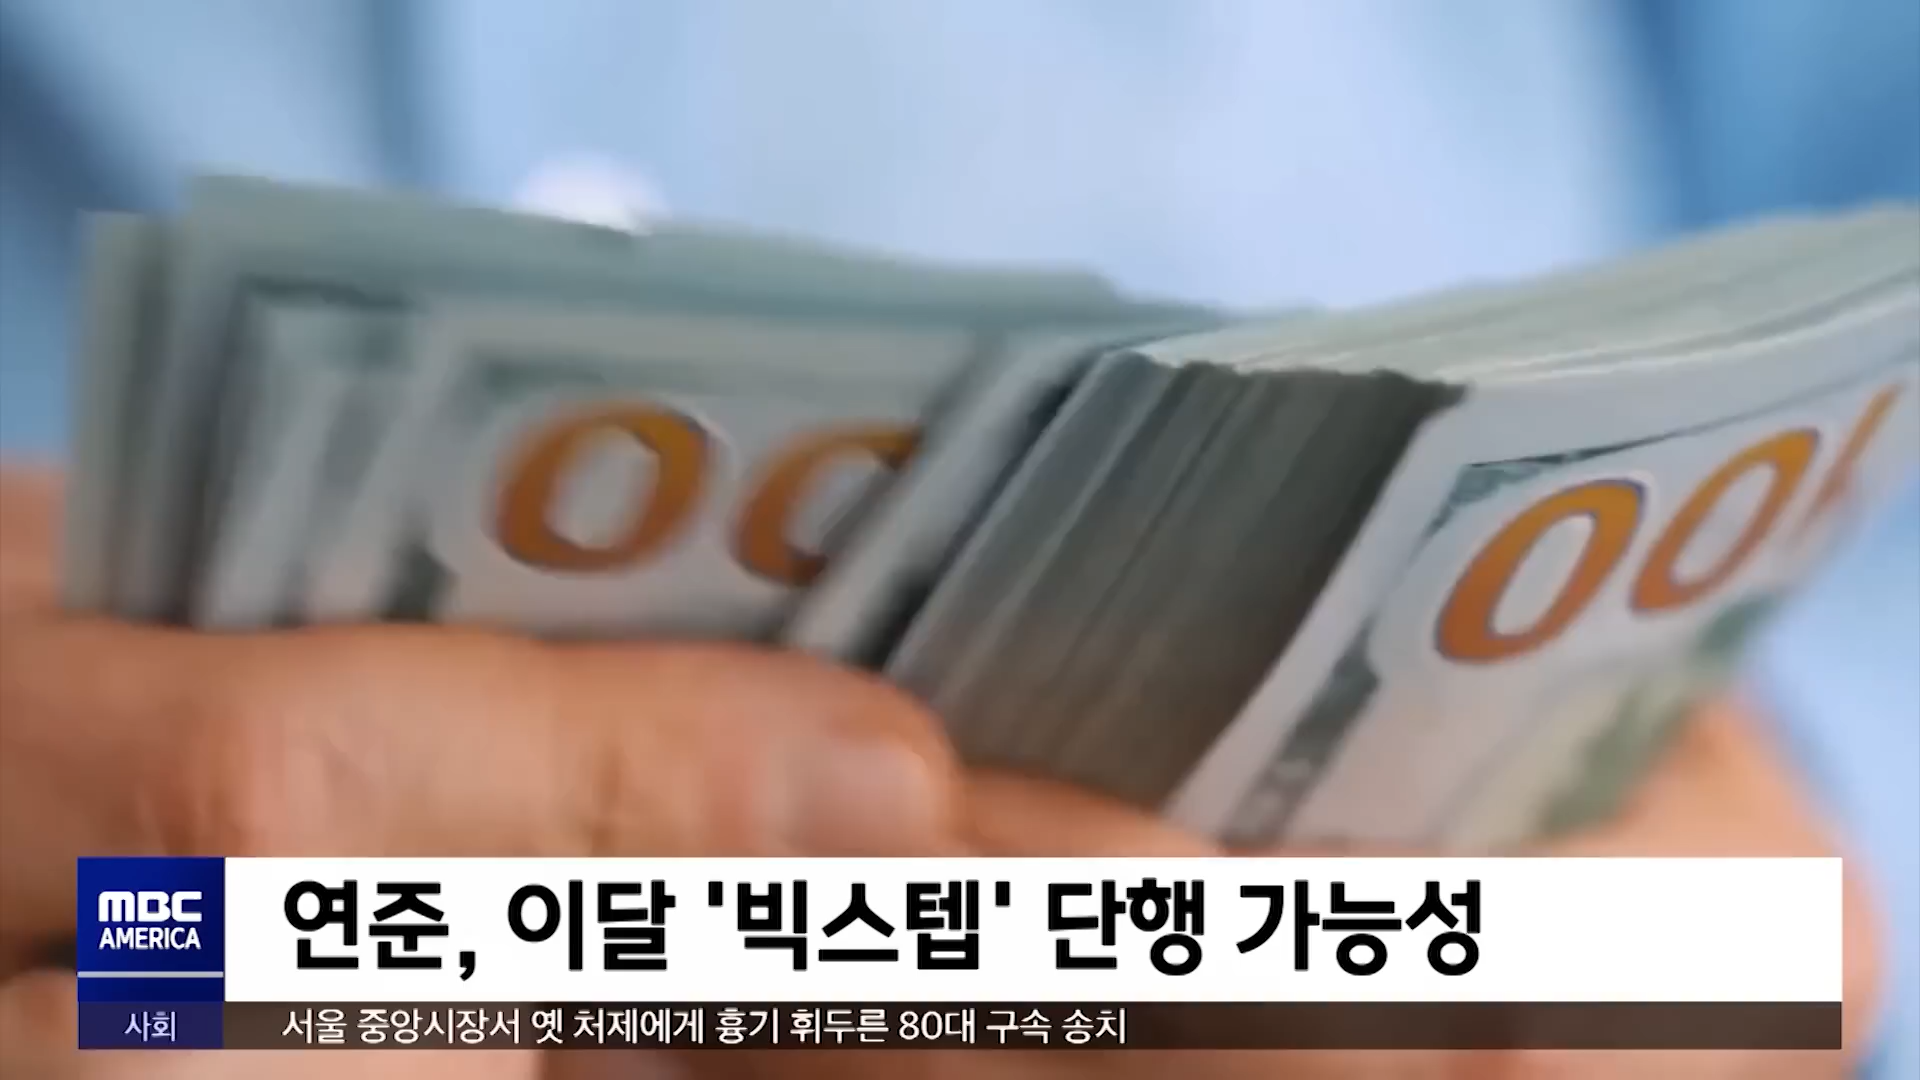 00 00
MBC
AMERICA
연준, 이달 '빅스텝' 단행 가능성
사회
서울 중앙시장서 옛 처제에게 흉기 휘두른 80대 구속 송치